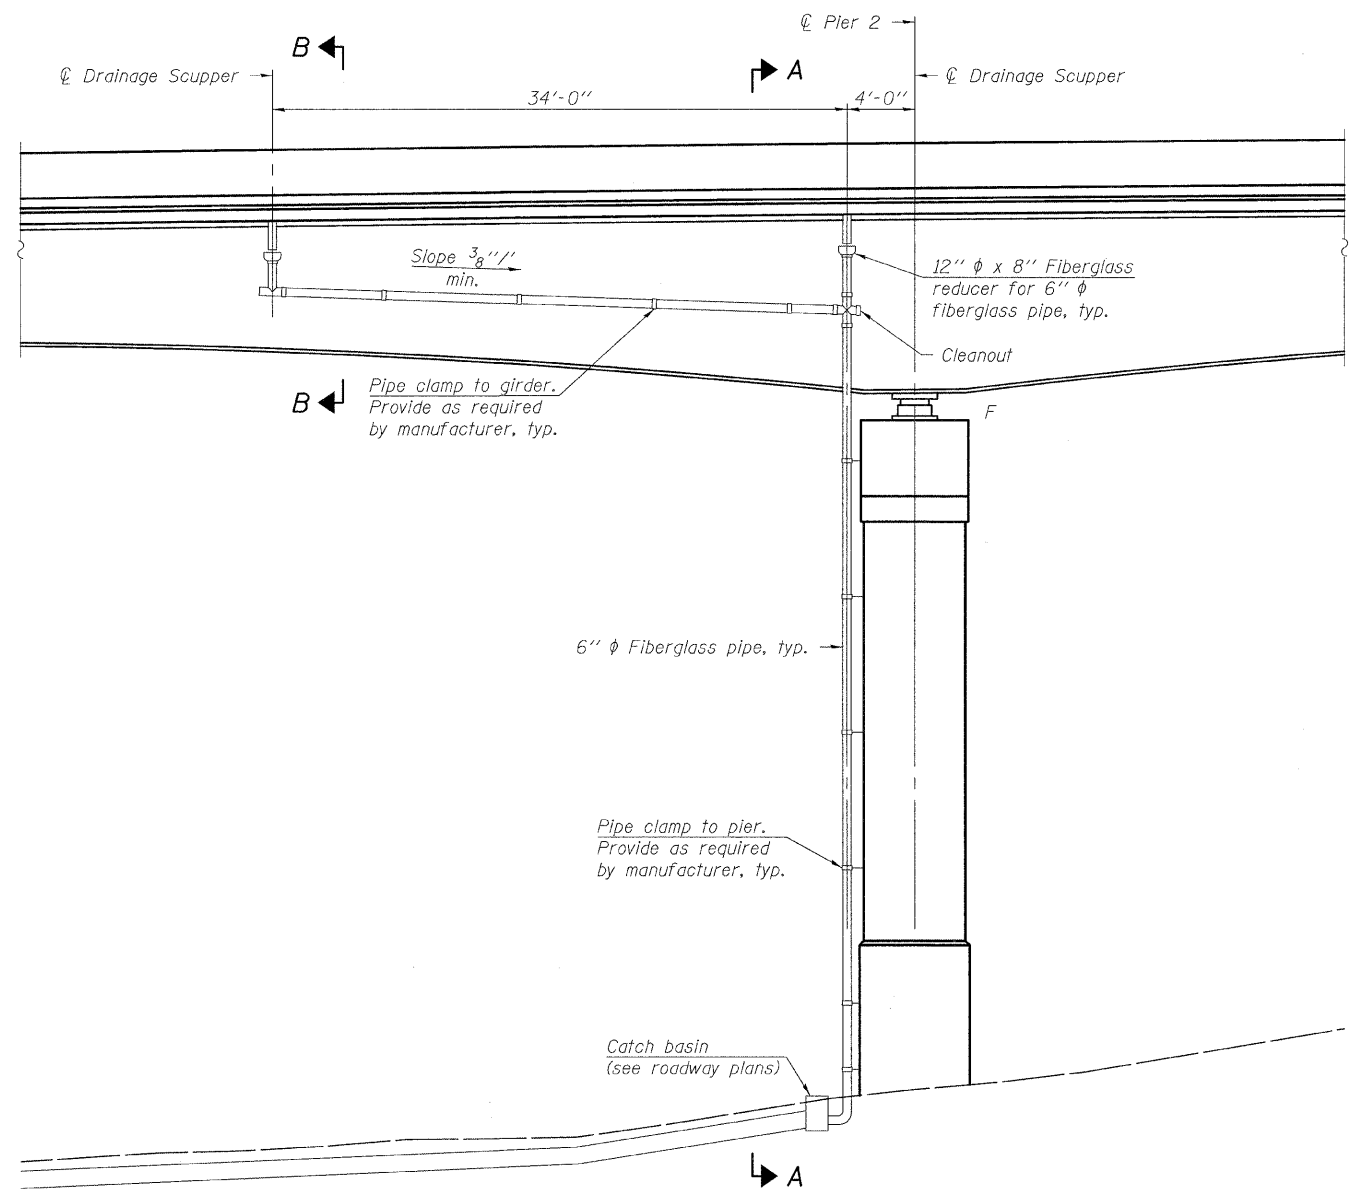 ℄ Pier 2
B
A
℄ Drainage Scupper
℄ Drainage Scupper
34'-0"
4'-0"
Slope 3/8"/'
min.
12" ϕ x 8" Fiberglass
reducer for 6" ϕ
fiberglass pipe, typ.
Cleanout
Pipe clamp to girder.
Provide as required
by manufacturer, typ.
B
F
6" ϕ Fiberglass pipe, typ.
Pipe clamp to pier.
Provide as required
by manufacturer, typ.
Catch basin
(see roadway plans)
A